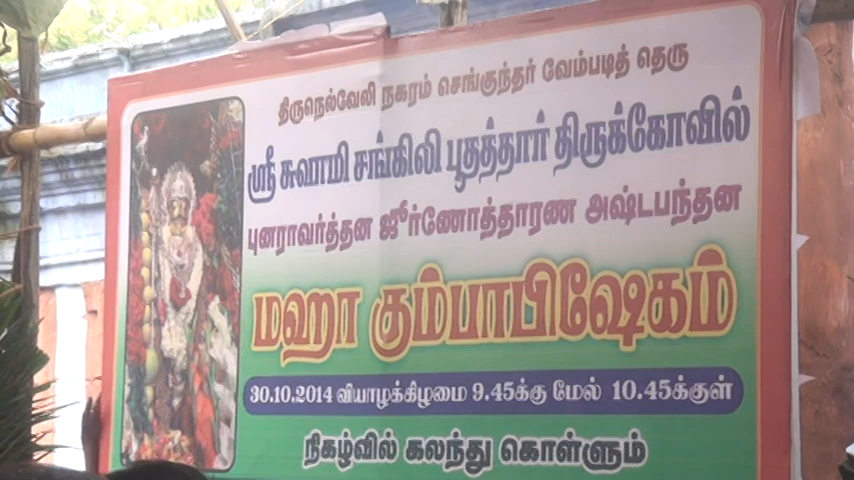 திருநெல்வேலி நகரம் செங்குந்தர் வேம்படித் தெரு
ஸ்ரீ சுவாமி சங்கிலி பூதத்தார் திருக்கோவில்
புனராவர்த்தன ஜீர்ணோத்தாரண அஷ்டபந்தன
மஹா கும்பாபிஷேகம்
30.10.2014 வியாழக்கிழமை 9.45க்கு மேல் 10.45க்குள்
நிகழ்வில் கலந்து கொள்ளும்